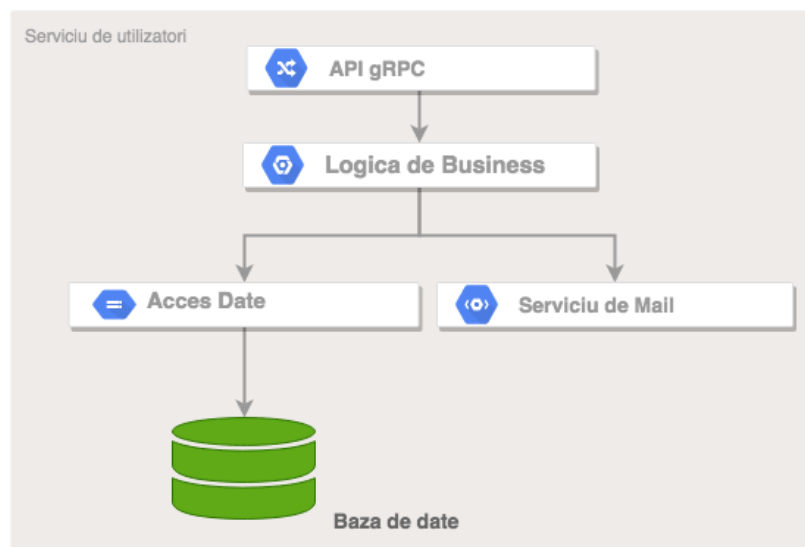 Serviciu de utilizatori
API gRPC
Logica de Business
Acces Date
Serviciu de Mail
Baza de date